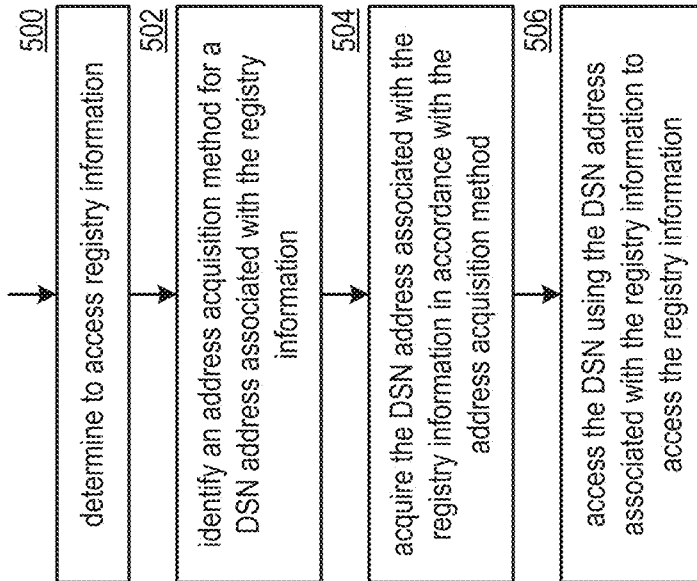 500
determine to access registry information
502
identify an address acquisition method for a
DSN address associated with the registry
information
504
acquire the DSN address associated with the
registry information in accordance with the
address acquisition method
506
access the DSN using the DSN address
associated with the registry information to
access the registry information